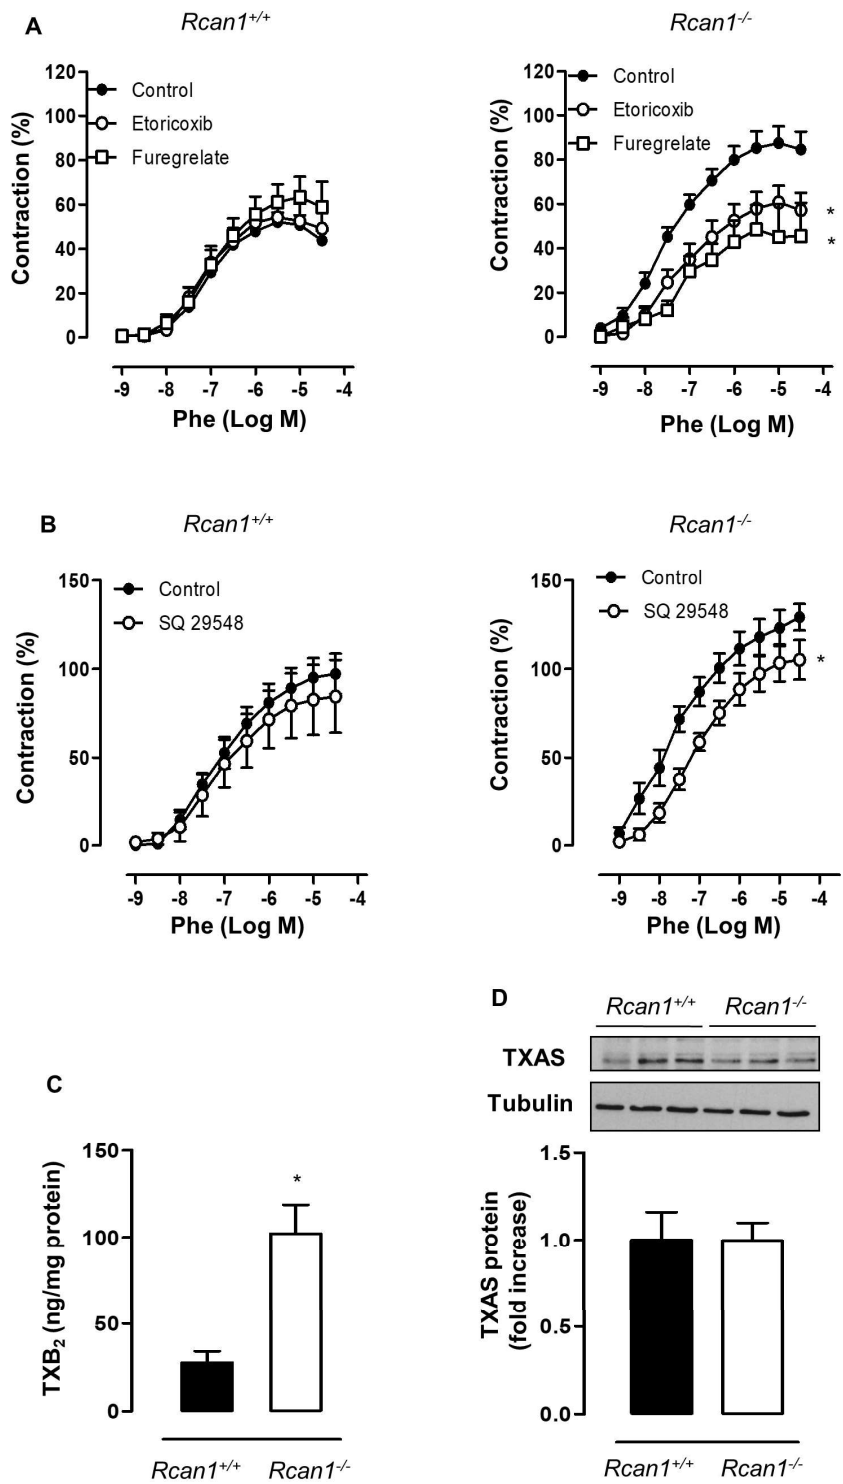 A
Rcan1+/+
Rcan1-/-
Contraction (%)
120
100
80
60
40
20
0
Control
Etoricoxib
Furegrelate
-9 -8 -7 -6 -5 -4
Phe (Log M)
Contraction (%)
120
100
80
60
40
20
0
Control
Etoricoxib
Furegrelate
*
*
-9 -8 -7 -6 -5 -4
Phe (Log M)
B
Rcan1+/+
Rcan1-/-
Contraction (%)
150
100
50
0
Control
SQ 29548
-9 -8 -7 -6 -5 -4
Phe (Log M)
Contraction (%)
150
100
50
0
Control
SQ 29548
*
-9 -8 -7 -6 -5 -4
Phe (Log M)
C
TXB2 (ng/mg protein)
150
100
50
0
*
Rcan1+/+ Rcan1-/-
D
Rcan1+/+ Rcan1-/-
TXAS
Tubulin
TXAS protein
(fold increase)
1.5
1.0
0.5
0.0
Rcan1+/+ Rcan1-/-